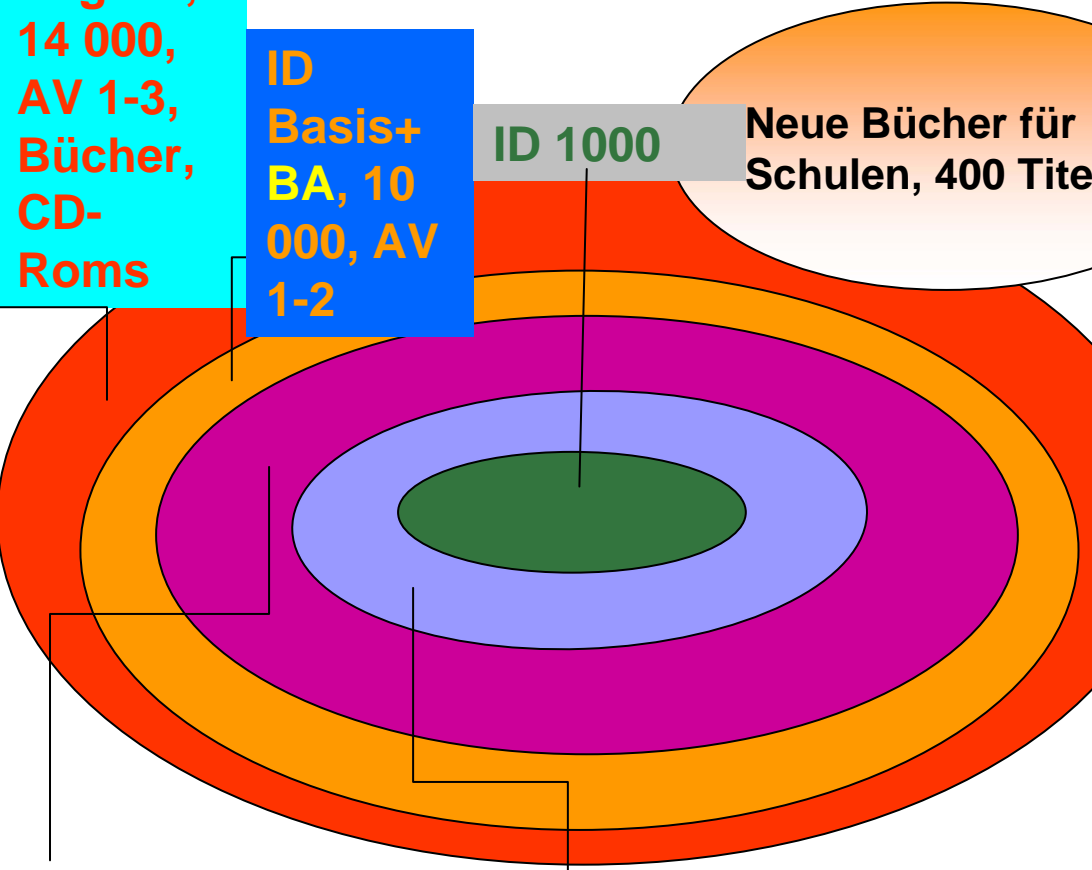 14 000,
AV 1-3,
Bücher,
CD-
Roms
ID
Basis+
BA, 10
000, AV
1-2
ID 1000
Neue Bücher für
Schulen, 400 Tite